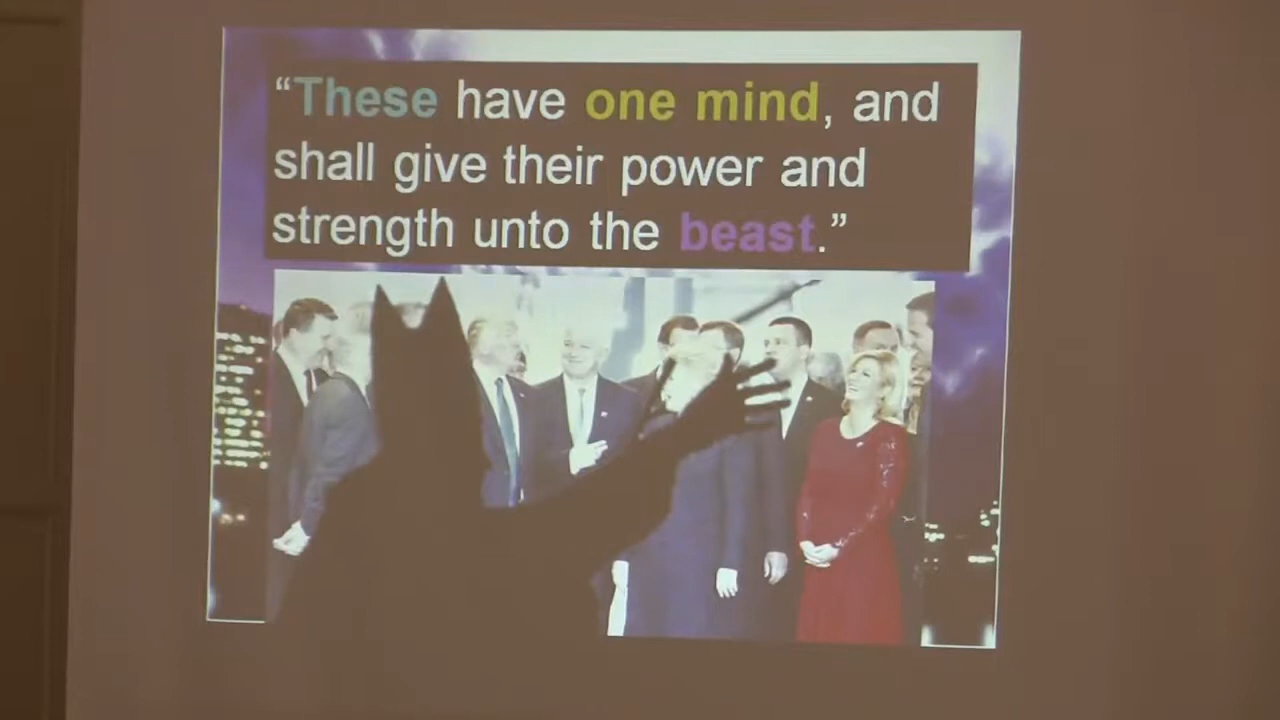 “These have one mind, and
shall give their power and
strength unto the beast.”